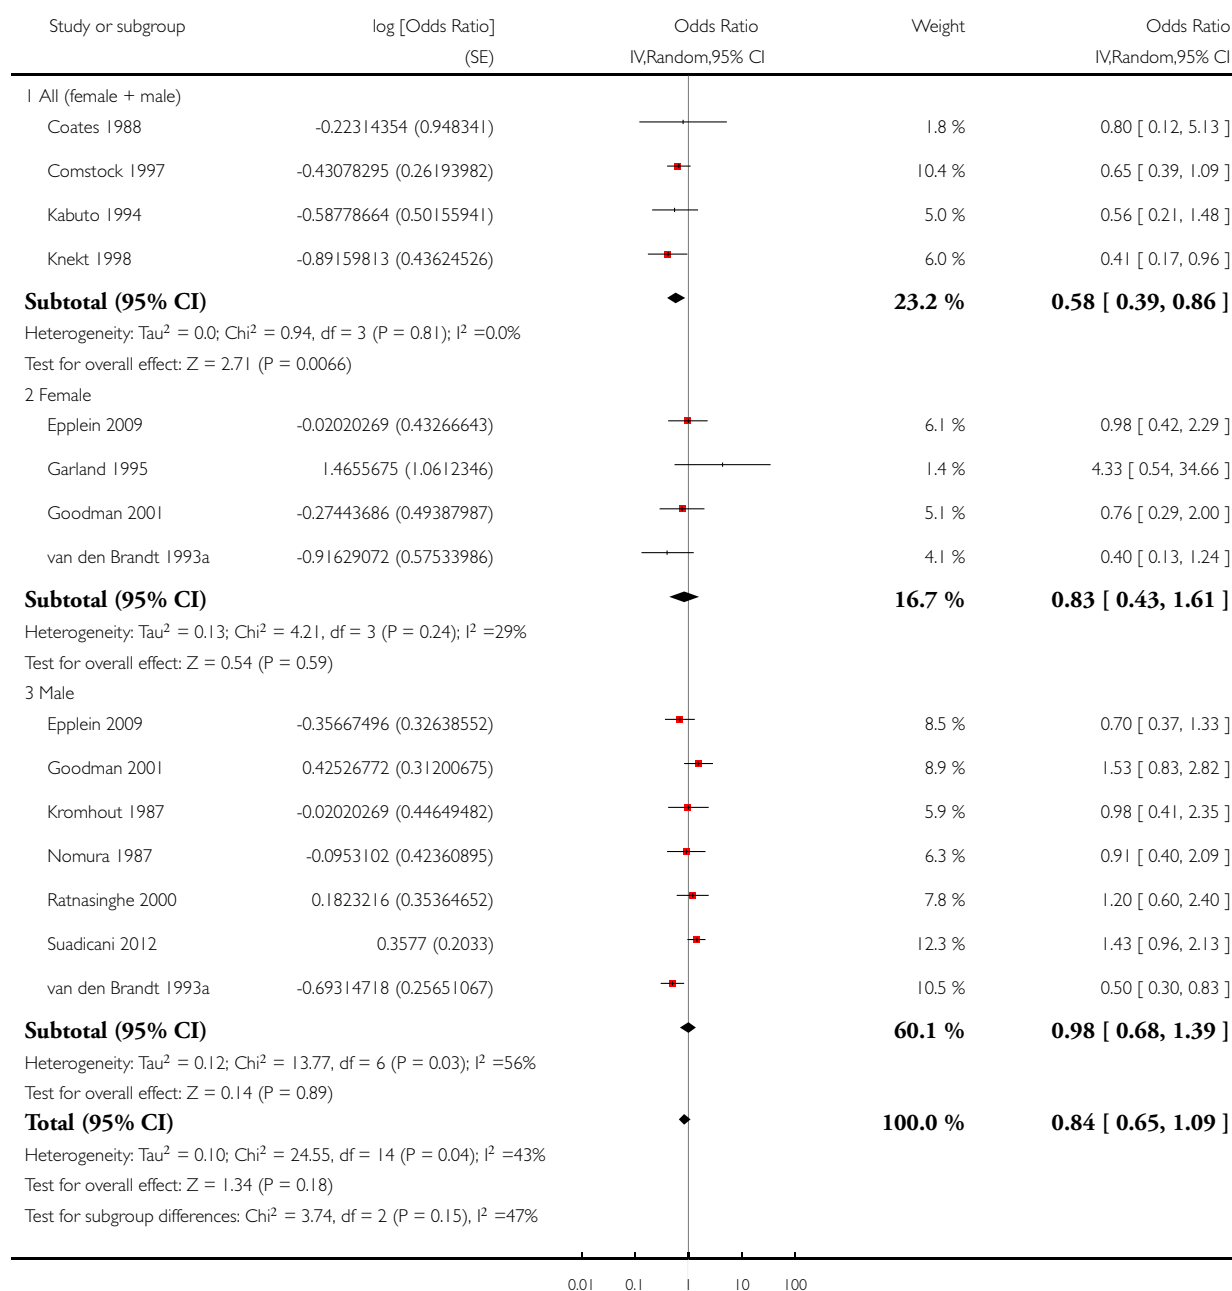 Study or subgroup log [Odds Ratio] Odds Ratio Weight Odds Ratio
(SE) IV,Random,95% CI IV,Random,95% CI
1 All (female + male)
Coates 1988 -0.22314354 (0.948341) 1.8 % 0.80 [ 0.12, 5.13 ]
Comstock 1997 -0.43078295 (0.26193982) 10.4 % 0.65 [ 0.39, 1.09 ]
Kabuto 1994 -0.58778664 (0.50155941) 5.0 % 0.56 [ 0.21, 1.48 ]
Knekt 1998 -0.89159813 (0.43624526) 6.0 % 0.41 [ 0.17, 0.96 ]
Subtotal (95% CI) 23.2 % 0.58 [ 0.39, 0.86 ]
Heterogeneity: Tau² = 0.0; Chi² = 0.94, df = 3 (P = 0.81); I² =0.0%
Test for overall effect: Z = 2.71 (P = 0.0066)
2 Female
Epplein 2009 -0.02020269 (0.43266643) 6.1 % 0.98 [ 0.42, 2.29 ]
Garland 1995 1.4655675 (1.0612346) 1.4 % 4.33 [ 0.54, 34.66 ]
Goodman 2001 -0.27443686 (0.49387987) 5.1 % 0.76 [ 0.29, 2.00 ]
van den Brandt 1993a -0.91629072 (0.57533986) 4.1 % 0.40 [ 0.13, 1.24 ]
Subtotal (95% CI) 16.7 % 0.83 [ 0.43, 1.61 ]
Heterogeneity: Tau² = 0.13; Chi² = 4.21, df = 3 (P = 0.24); I² =29%
Test for overall effect: Z = 0.54 (P = 0.59)
3 Male
Epplein 2009 -0.35667496 (0.32638552) 8.5 % 0.70 [ 0.37, 1.33 ]
Goodman 2001 0.42526772 (0.31200675) 8.9 % 1.53 [ 0.83, 2.82 ]
Kromhout 1987 -0.02020269 (0.44649482) 5.9 % 0.98 [ 0.41, 2.35 ]
Nomura 1987 -0.0953102 (0.42360895) 6.3 % 0.91 [ 0.40, 2.09 ]
Ratnasinghe 2000 0.1823216 (0.35364652) 7.8 % 1.20 [ 0.60, 2.40 ]
Suadicani 2012 0.3577 (0.2033) 12.3 % 1.43 [ 0.96, 2.13 ]
van den Brandt 1993a -0.69314718 (0.25651067) 10.5 % 0.50 [ 0.30, 0.83 ]
Subtotal (95% CI) 60.1 % 0.98 [ 0.68, 1.39 ]
Heterogeneity: Tau² = 0.12; Chi² = 13.77, df = 6 (P = 0.03); I² =56%
Test for overall effect: Z = 0.14 (P = 0.89)
Total (95% CI) 100.0 % 0.84 [ 0.65, 1.09 ]
Heterogeneity: Tau² = 0.10; Chi² = 24.55, df = 14 (P = 0.04); I² =43%
Test for overall effect: Z = 1.34 (P = 0.18)
Test for subgroup differences: Chi² = 3.74, df = 2 (P = 0.15), I² =47%
0.01 0.1 1 10 100